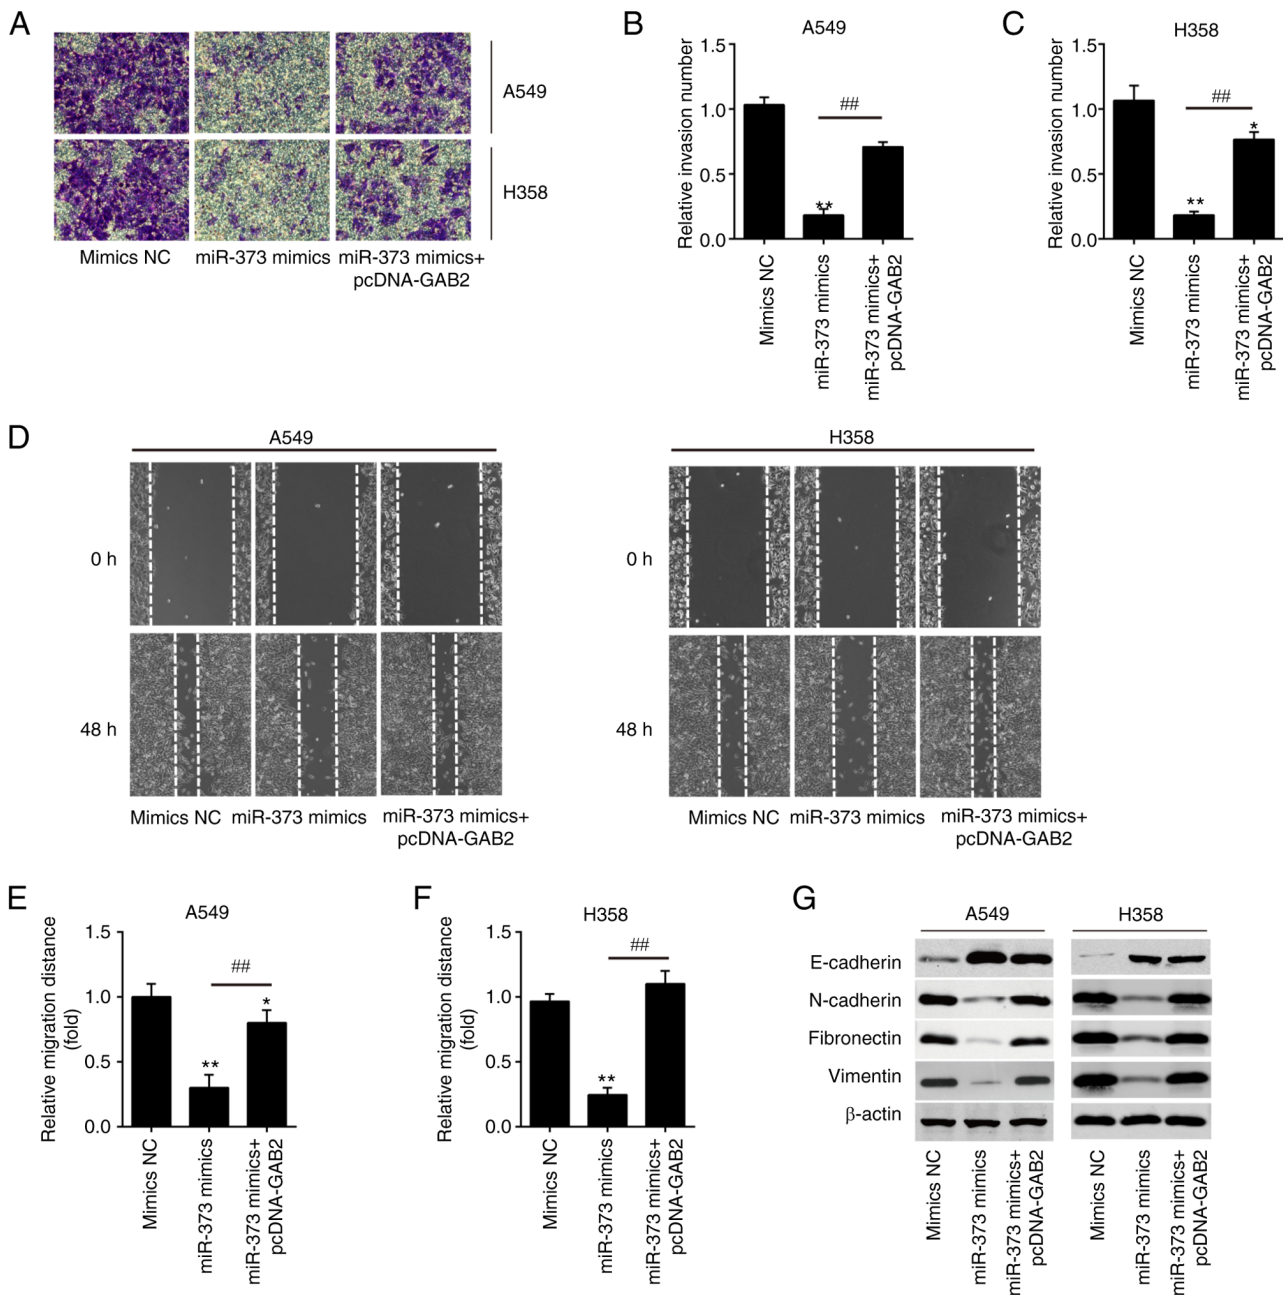 A
A549
H358
Mimics NC
miR-373 mimics
miR-373 mimics+
pcDNA-GAB2
B
A549
Relative invasion number
1.5
1.0
0.5
0.0
**
##
Mimics NC
miR-373 mimics
miR-373 mimics+
pcDNA-GAB2
C
H358
Relative invasion number
1.5
1.0
0.5
0.0
**
##
*
Mimics NC
miR-373 mimics
miR-373 mimics+
pcDNA-GAB2
D
A549
0 h
48 h
Mimics NC
miR-373 mimics
miR-373 mimics+
pcDNA-GAB2
H358
0 h
48 h
Mimics NC
miR-373 mimics
miR-373 mimics+
pcDNA-GAB2
E
A549
Relative migration distance
(fold)
1.5
1.0
0.5
0.0
**
##
*
Mimics NC
miR-373 mimics
miR-373 mimics+
pcDNA-GAB2
F
H358
Relative migration distance
(fold)
1.5
1.0
0.5
0.0
**
##
Mimics NC
miR-373 mimics
miR-373 mimics+
pcDNA-GAB2
G
A549
H358
E-cadherin
N-cadherin
Fibronectin
Vimentin
β-actin
Mimics NC
miR-373 mimics
miR-373 mimics+
pcDNA-GAB2
Mimics NC
miR-373 mimics
miR-373 mimics+
pcDNA-GAB2